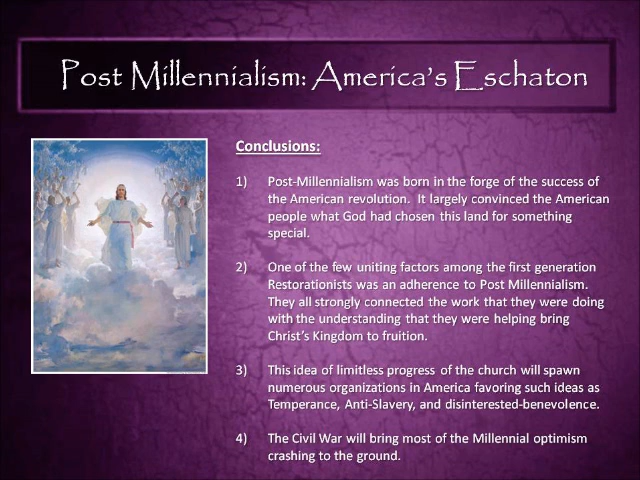 Post Millennialism: America's Eschaton
Conclusions:
1) Post-Millennialism was born in the forge of the success of
the American revolution. It largely convinced the American
people what God had chosen this land for something
special.
2) One of the few uniting factors among the first generation
Restorationists was an adherence to Post Millennialism.
They all strongly connected the work that they were doing
with the understanding that they were helping bring
Christ's Kingdom to fruition.
3) This idea of limitless progress of the church will spawn
numerous organizations in America favoring such ideas as
Temperance, Anti-Slavery, and disinterested-benevolence.
4) The Civil War will bring most of the Millennial optimism
crashing to the ground.